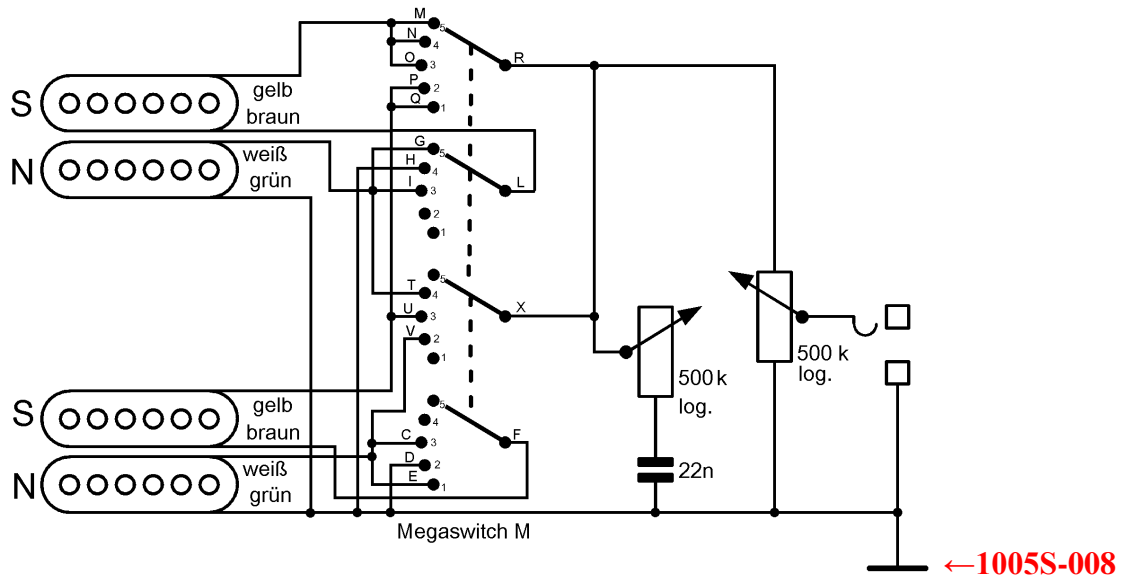 M
5
N
4
R
O
3
P
2
Q
1
S
gelb
braun
G
5
H
4
L
I
3
2
1
N
weiß
grün
5
T
4
X
U
3
V
2
1
500 k
log.
500 k
log.
S
gelb
braun
5
4
F
C
3
D
2
E
1
N
weiß
grün
22n
Megaswitch M
←1005S-008